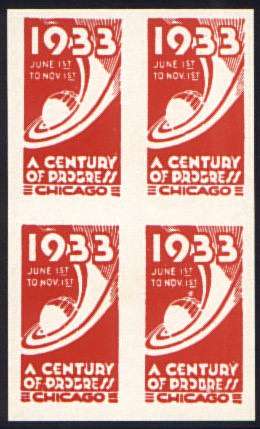 1933 1933
JUNE 1ST JUNE 1ST
TO NOV. 1ST TO NOV. 1ST
A CENTURY A CENTURY
OF PROGRESS OF PROGRESS
CHICAGO CHICAGO
1933 1933
JUNE 1ST JUNE 1ST
TO NOV. 1ST TO NOV. 1ST
A CENTURY A CENTURY
OF PROGRESS OF PROGRESS
CHICAGO CHICAGO